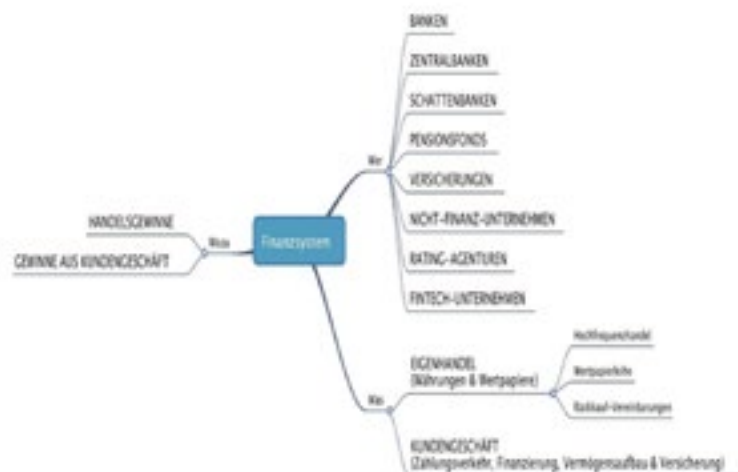 BANKEN
ZENTRALBANKEN
SCHATTENBANKEN
PENSIONSFONDS
Wer
VERSICHERUNGEN
NICHT-FINANZ-UNTERNEHMEN
HANDELSGEWINNE
Finanzsystem
GEWINNE AUS KUNDENGESCHÄFT
RATING-AGENTUREN
FINTECH-UNTERNEHMEN
Hochfrequenzhandel
EIGENHANDEL
(Währungen & Wertpapiere)
Wertpapierleihe
Was
Rückkauf-Vereinbarungen
KUNDENGESCHÄFT
(Zahlungsverkehr, Finanzierung, Vermögensaufbau & Versicherung)